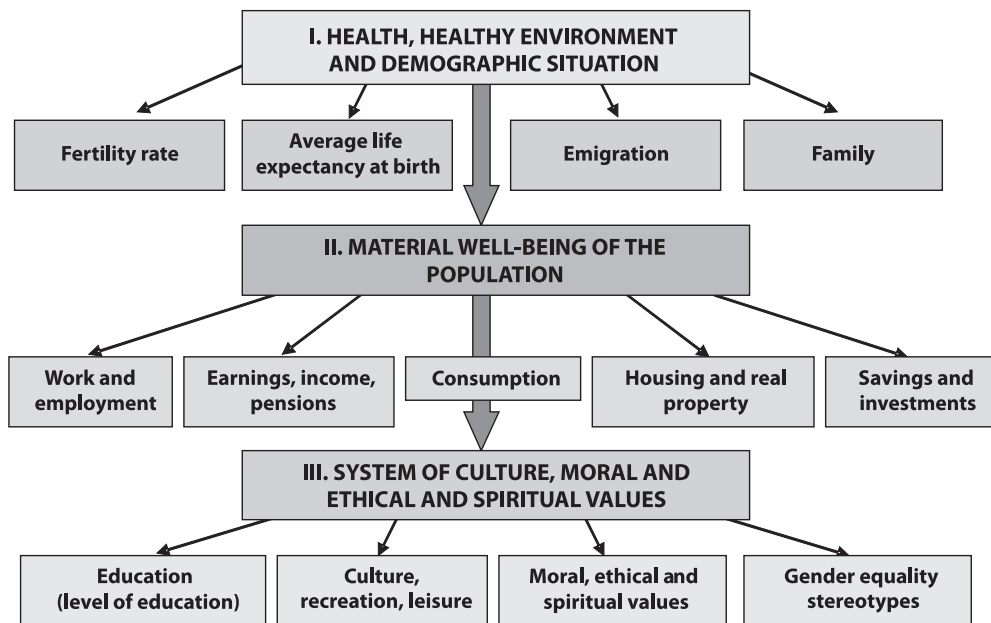 I. HEALTH, HEALTHY ENVIRONMENT
AND DEMOGRAPHIC SITUATION
Fertility rate
Average life
expectancy at birth
Emigration
Family
II. MATERIAL WELL-BEING OF THE
POPULATION
Work and
employment
Earnings, income,
pensions
Consumption
Housing and real
property
Savings and
investments
III. SYSTEM OF CULTURE, MORAL AND
ETHICAL AND SPIRITUAL VALUES
Education
(level of education)
Culture,
recreation, leisure
Moral, ethical and
spiritual values
Gender equality
stereotypes